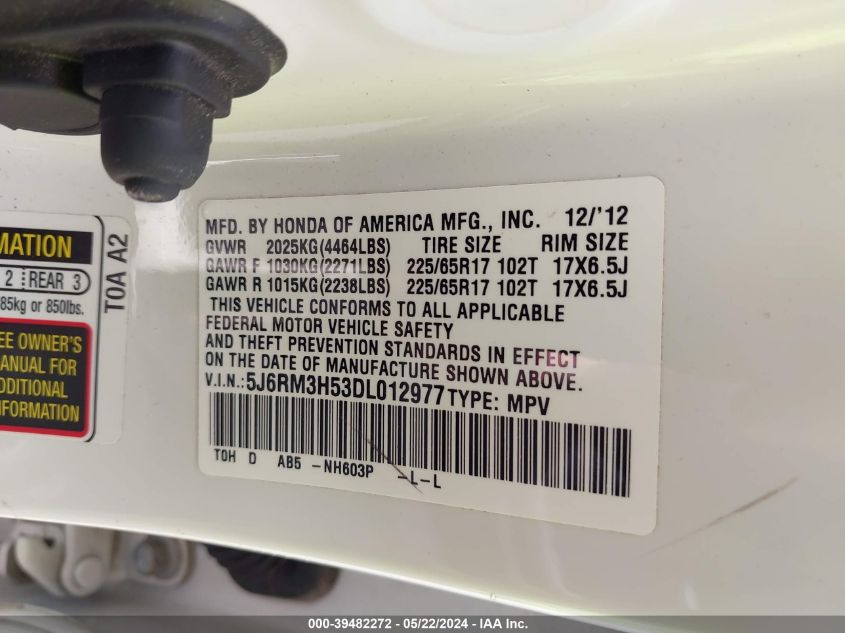 MFD. BY HONDA OF AMERICA MFG., INC. 12/'12
GVWR 2025KG(4464LBS) TIRE SIZE RIM SIZE
GAWR F 1030KG(2271LBS) 225/65R17 102T 17X6.5J
GAWR R 1015KG(2238LBS) 225/65R17 102T 17X6.5J
THIS VEHICLE CONFORMS TO ALL APPLICABLE
FEDERAL MOTOR VEHICLE SAFETY
AND THEFT PREVENTION STANDARDS IN EFFECT
ON THE DATE OF MANUFACTURE SHOWN ABOVE.
V.I.N.: 5J6RM3H53DL012977 TYPE: MPV
T0H D AB5 -NH603P -L-L
MATION
2 REAR 3
85kg or 850lbs.
EE OWNER'S
MANUAL FOR
ADDITIONAL
NFORMATION
T0A A2
000-39482272 - 05/22/2024 - IAA Inc.